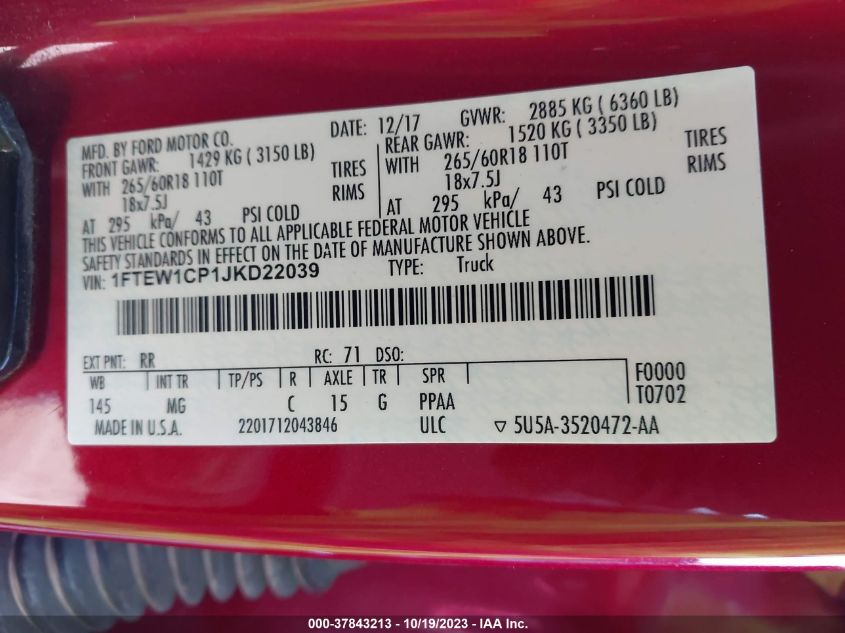 MFD. BY FORD MOTOR CO. DATE: 12/17 GVWR: 2885 KG ( 6360 LB)
FRONT GAWR: 1429 KG ( 3150 LB) REAR GAWR: 1520 KG ( 3350 LB)
WITH 265/60R18 110T TIRES WITH 265/60R18 110T TIRES
18x7.5J RIMS 18x7.5J RIMS
AT 295 kPa/ 43 PSI COLD AT 295 kPa/ 43 PSI COLD
THIS VEHICLE CONFORMS TO ALL APPLICABLE FEDERAL MOTOR VEHICLE
SAFETY STANDARDS IN EFFECT ON THE DATE OF MANUFACTURE SHOWN ABOVE.
VIN: 1FTEW1CP1JKD22039 TYPE: Truck
EXT PNT: RR RC: 71 DSO:
WB INT TR TP/PS R AXLE TR SPR F0000
145 MG C 15 G PPAA T0702
MADE IN U.S.A. 2201712043846 ULC ▽ 5U5A-3520472-AA
000-37843213 - 10/19/2023 - IAA Inc.